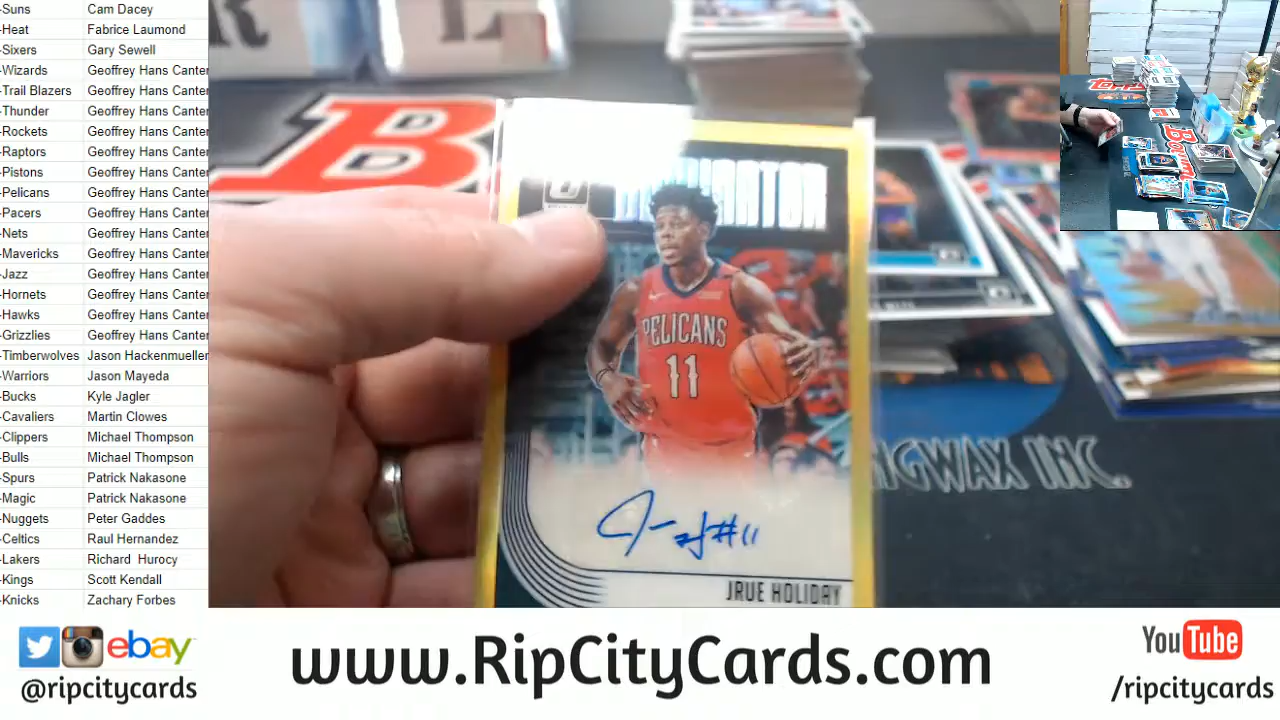 -Suns Cam Dacey
-Heat Fabrice Laumond
-Sixers Gary Sewell
-Wizards Geoffrey Hans Canter
-Trail Blazers Geoffrey Hans Canter
-Thunder Geoffrey Hans Canter
-Rockets Geoffrey Hans Canter
-Raptors Geoffrey Hans Canter
-Pistons Geoffrey Hans Canter
-Pelicans Geoffrey Hans Canter
-Pacers Geoffrey Hans Canter
-Nets Geoffrey Hans Canter
-Mavericks Geoffrey Hans Canter
-Jazz Geoffrey Hans Canter
-Hornets Geoffrey Hans Canter
-Hawks Geoffrey Hans Canter
-Grizzlies Geoffrey Hans Canter
-Timberwolves Jason Hackenmueller
-Warriors Jason Mayeda
-Bucks Kyle Jagler
-Cavaliers Martin Clowes
-Clippers Michael Thompson
-Bulls Michael Thompson
-Spurs Patrick Nakasone
-Magic Patrick Nakasone
-Nuggets Peter Gaddes
-Celtics Raul Hernandez
-Lakers Richard Hurocy
-Kings Scott Kendall
-Knicks Zachary Forbes
B
PELICANS
11
#11
JRUE HOLIDAY
NGWAX INC.
Topps
Bowman
ebay
@ripcitycards
www.RipCityCards.com
YouTube
/ripcitycards